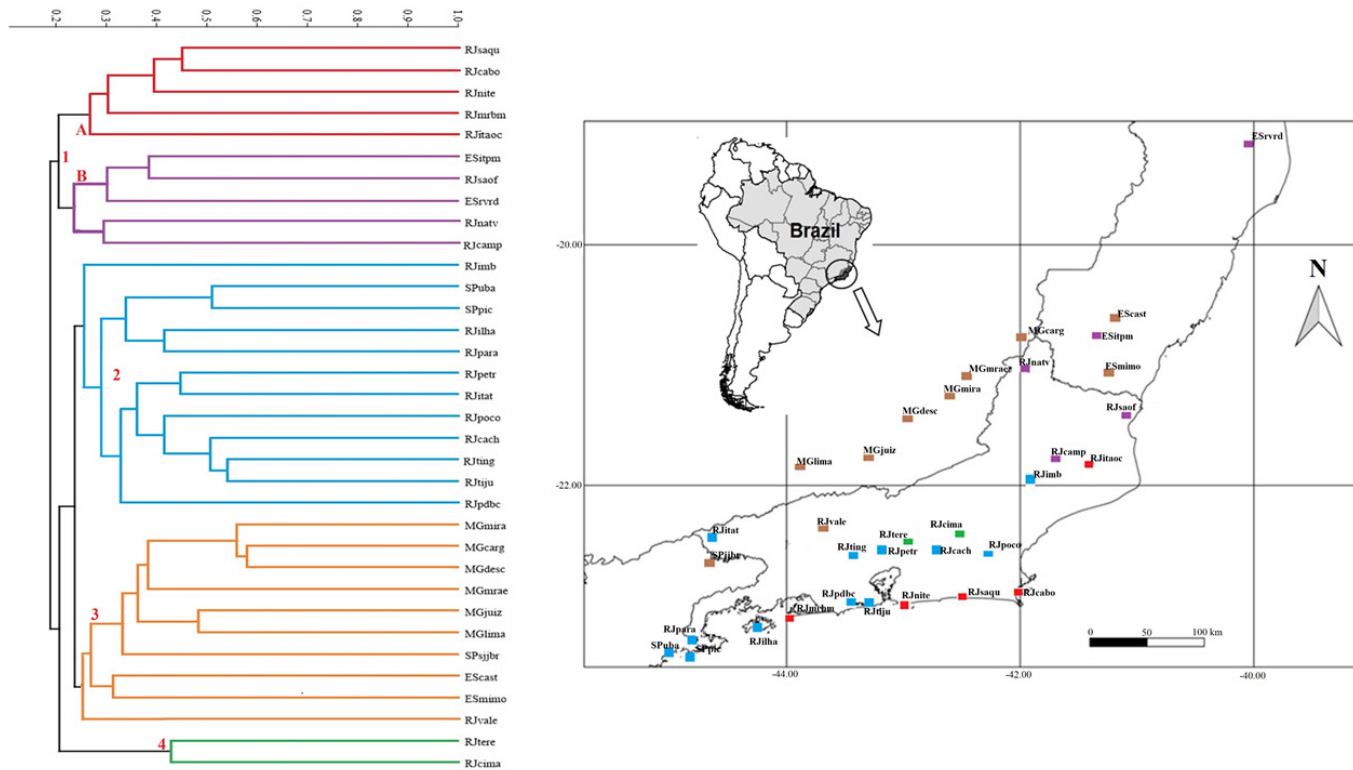 0.2 0.3 0.4 0.5 0.6 0.7 0.8 0.9 1.0
RJsaqu
RJcabo
RJnite
RJmrbm
A
RJitaoc
1
ESitpm
B
RJsaof
ESrvrd
RJnatv
RJcamp
RJimb
SPuba
SPpic
RJilha
RJpara
2
RJpetr
RJitat
RJpoco
RJcach
RJting
RJtiju
RJpdbc
MGmira
MGcarg
MGdesc
MGmrae
3
MGjuiz
MGlima
SPsjjbr
EScast
ESmimo
RJvale
4
RJtere
RJcima
ESrvrd
Brazil
-20.00
N
EScast
MGcarg
ESitpm
RJnatv
MGmrae
ESmimo
MGmira
RJsaof
MGdesc
MGjuiz
RJcamp
RJitaoc
MGlima
RJimb
-22.00
RJvale
RJcima
RJitat
RJtere
RJpoco
RJting
RJpetr
RJcach
SPjjbr
RJpdbc
RJnite
RJsaqu
RJcabo
RJmrbm
RJtiju
RJpara
RJilha
SPuba
SPpic
0 50 100 km
-44.00 -42.00 -40.00